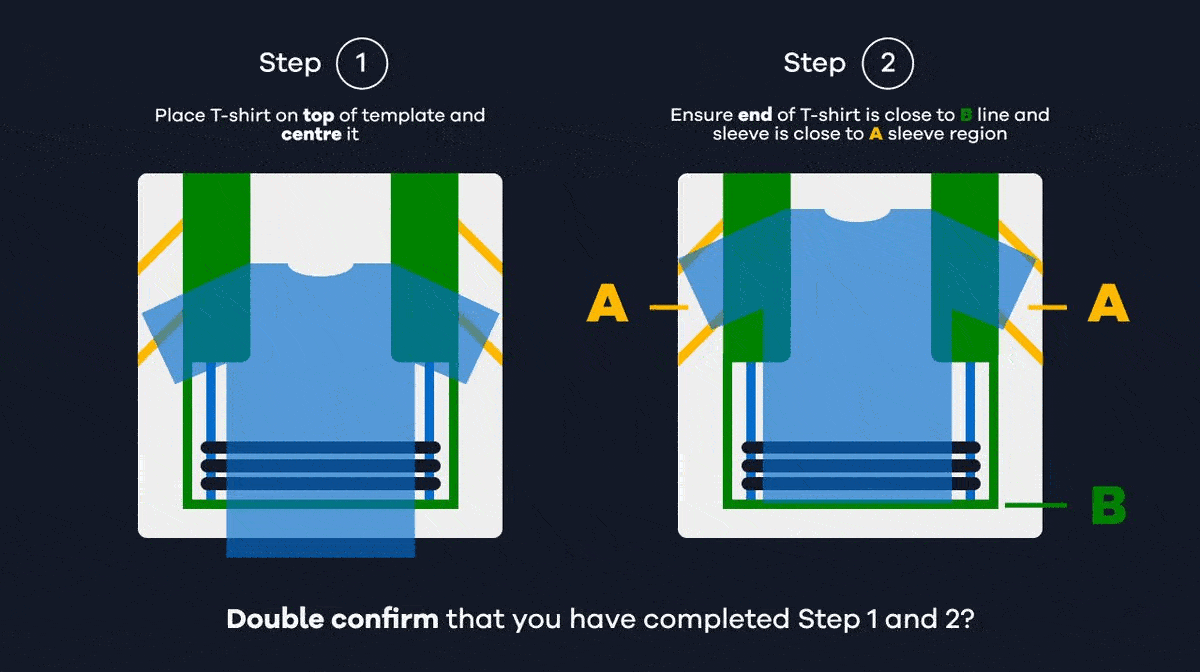 Step 1
Place T-shirt on top of template and
centre it
Step 2
Ensure end of T-shirt is close to B line and
sleeve is close to A sleeve region
A
A
B
Double confirm that you have completed Step 1 and 2?